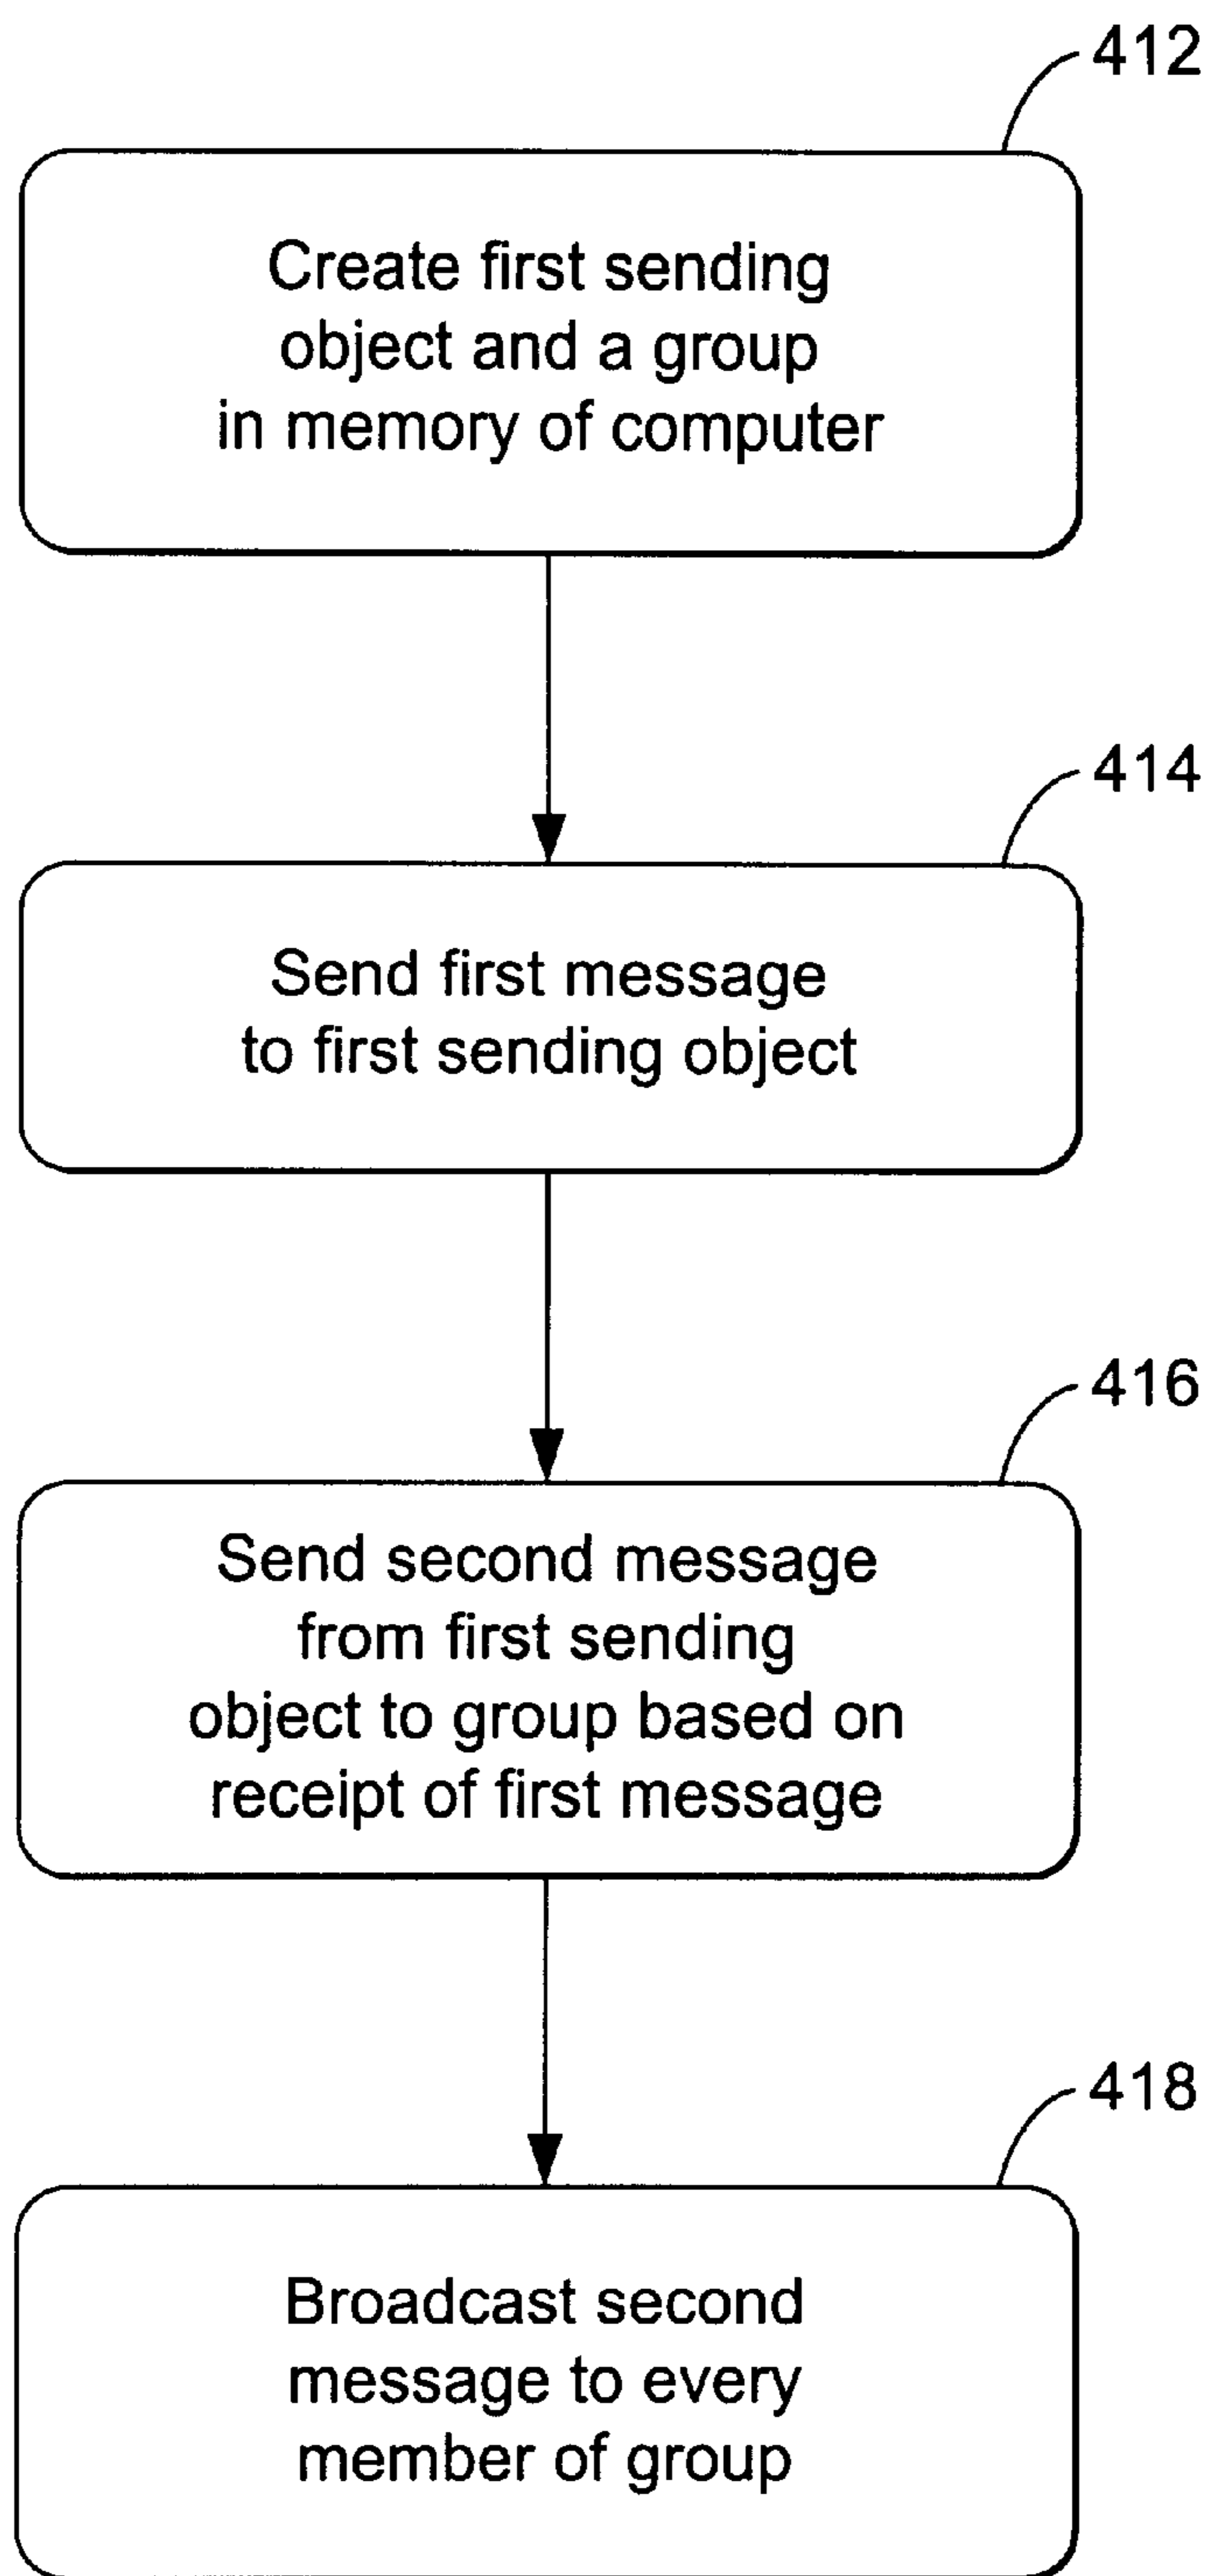 412
Create first sending
object and a group
in memory of computer
414
Send first message
to first sending object
416
Send second message
from first sending
object to group based on
receipt of first message
418
Broadcast second
message to every
member of group